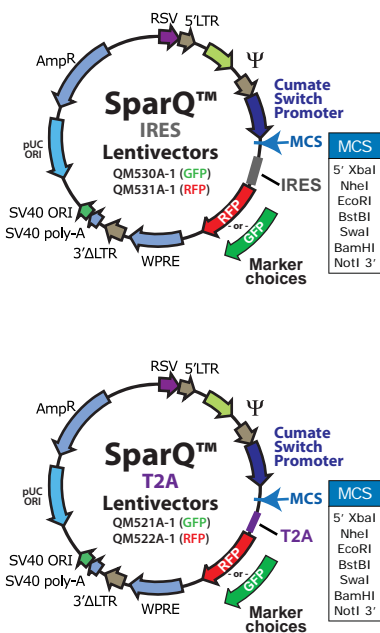 RSV 5'LTR
AmpR
Ψ
Cumate
Switch
Promoter
SparQ™
IRES
Lentivectors
QM530A-1 (GFP)
QM531A-1 (RFP)
pUC
ORI
MCS
IRES
RFP
- or -
GFP
Marker
choices
SV40 ORI
SV40 poly-A
3'ΔLTR
WPRE
MCS
5' XbaI
NheI
EcoRI
BstBI
SwaI
BamHI
NotI 3'
RSV 5'LTR
AmpR
Ψ
Cumate
Switch
Promoter
SparQ™
T2A
Lentivectors
QM521A-1 (GFP)
QM522A-1 (RFP)
pUC
ORI
MCS
T2A
RFP
- or -
GFP
Marker
choices
SV40 ORI
SV40 poly-A
3'ΔLTR
WPRE
MCS
5' XbaI
NheI
EcoRI
BstBI
SwaI
BamHI
NotI 3'